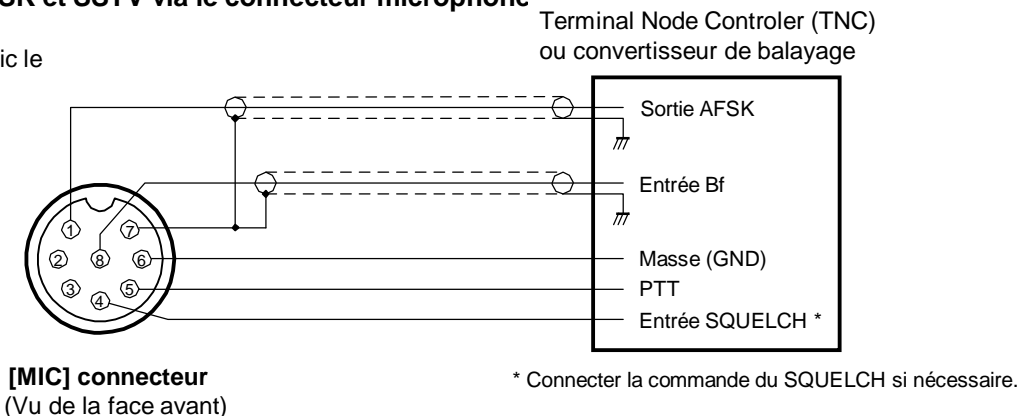 SK et SSTV via le connecteur microphone
Terminal Node Controler (TNC)
ou convertisseur de balayage
ic le
Sortie AFSK
Entrée Bf
1
7
2
8
6
3
5
4
Masse (GND)
PTT
Entrée SQUELCH *
[MIC] connecteur
(Vu de la face avant)
* Connecter la commande du SQUELCH si nécessaire.